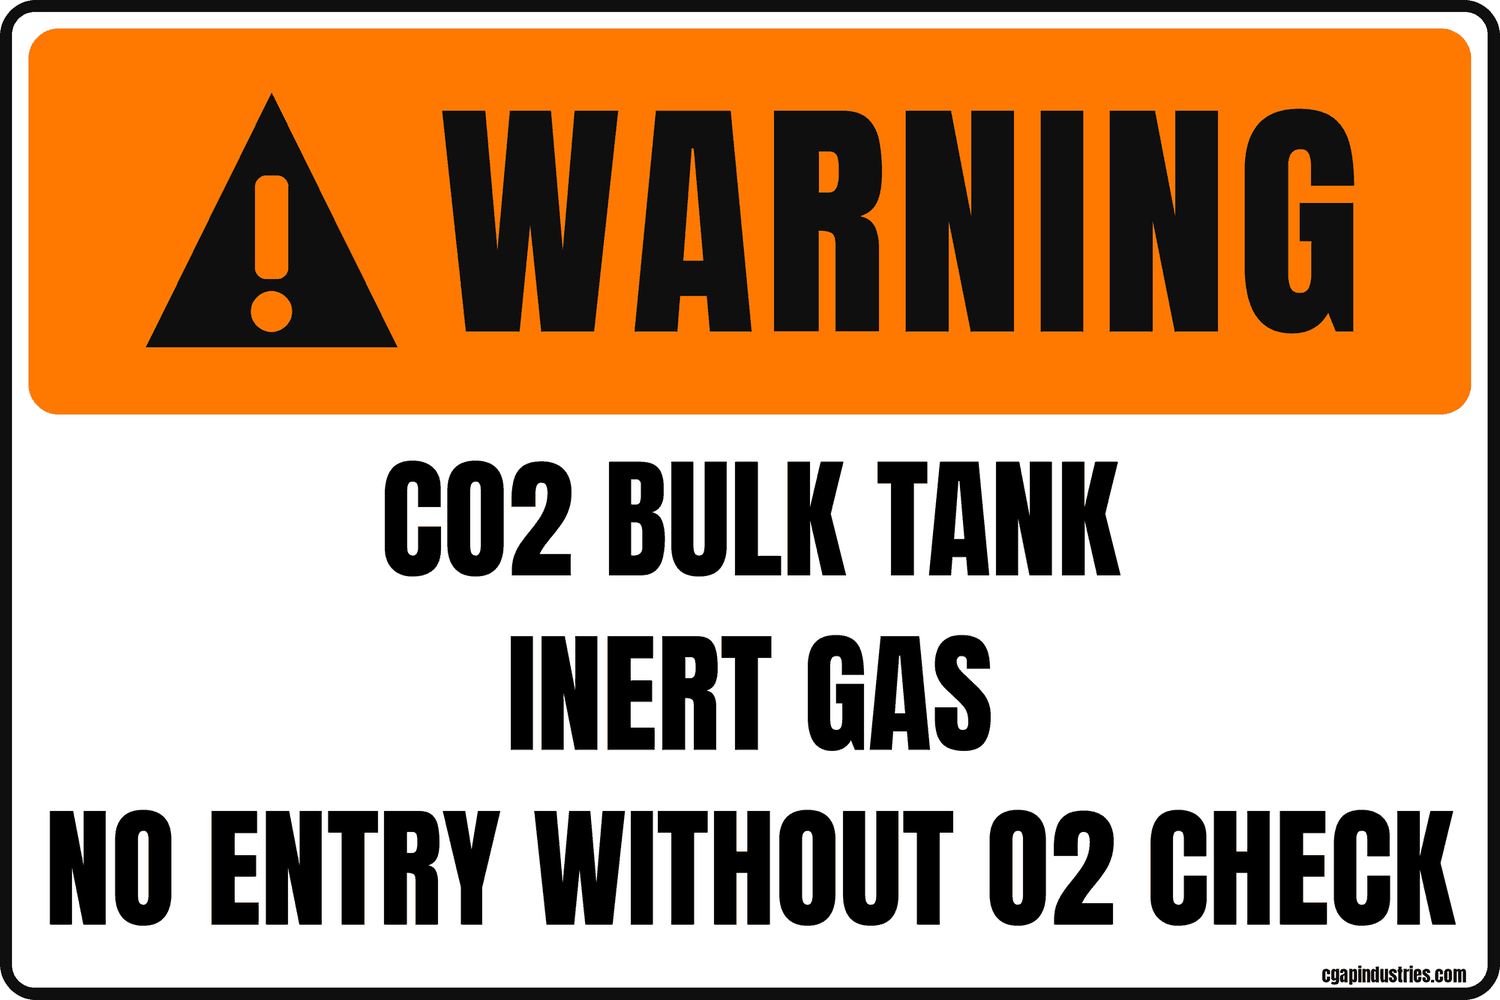 WARNING
CO2 BULK TANK
INERT GAS
NO ENTRY WITHOUT O2 CHECK
cgapindustries.com